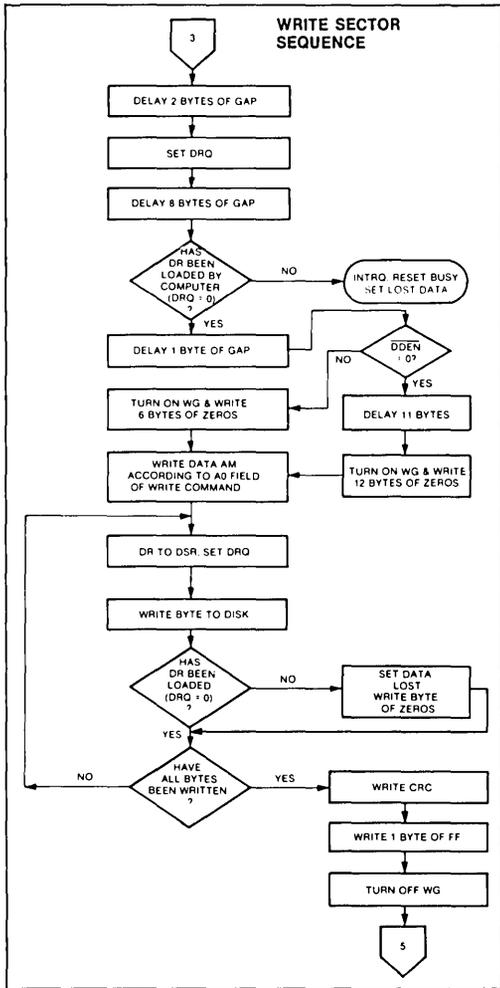 WRITE SECTOR
SEQUENCE
3
DELAY 2 BYTES OF GAP
SET DRQ
DELAY 8 BYTES OF GAP
HAS
DR BEEN
LOADED BY
COMPUTER
(DRQ = 0)
?
NO
INTRQ. RESET BUSY
SET LOST DATA
YES
DELAY 1 BYTE OF GAP
DDEN
= 0?
NO
YES
TURN ON WG & WRITE
6 BYTES OF ZEROS
DELAY 11 BYTES
WRITE DATA AM
ACCORDING TO A0 FIELD
OF WRITE COMMAND
TURN ON WG & WRITE
12 BYTES OF ZEROS
DR TO DSR. SET DRQ
WRITE BYTE TO DISK
HAS
DR BEEN
LOADED
(DRQ = 0)
?
NO
SET DATA
LOST
WRITE BYTE
OF ZEROS
YES
HAVE
ALL BYTES
BEEN WRITTEN
?
NO
YES
WRITE CRC
WRITE 1 BYTE OF FF
TURN OFF WG
5